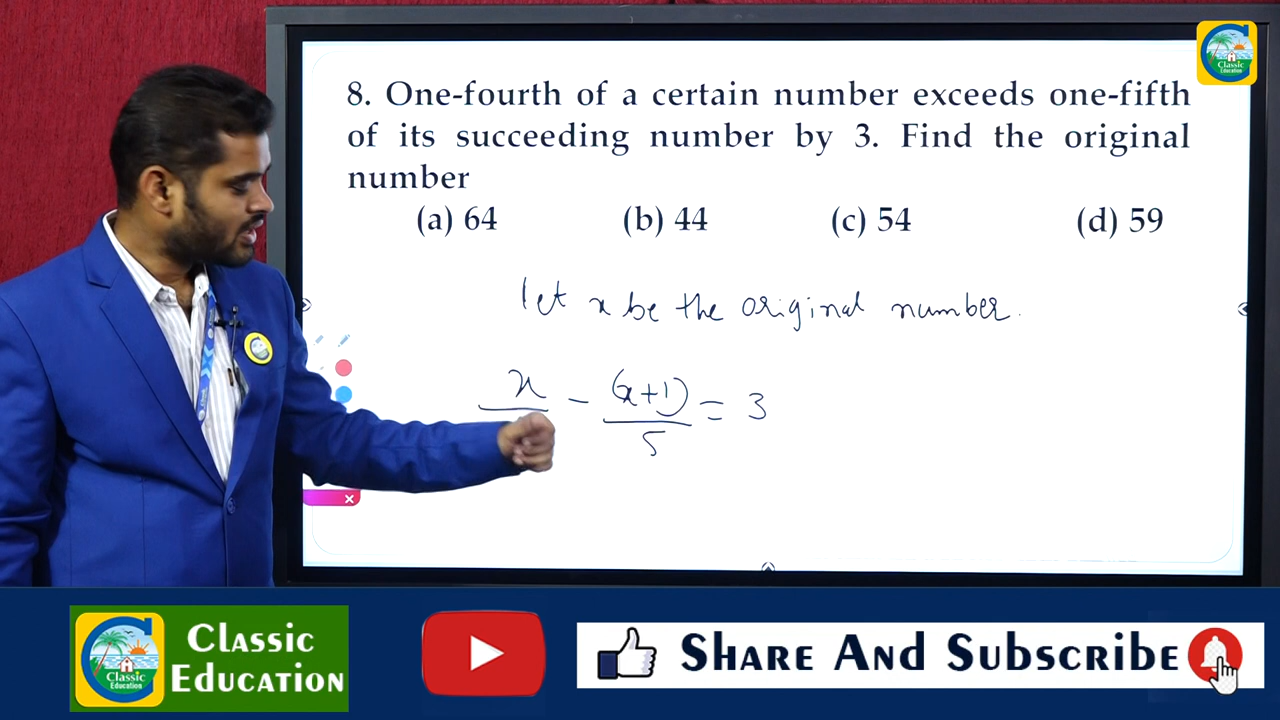 Classic
Education
8. One-fourth of a certain number exceeds one-fifth
of its succeeding number by 3. Find the original
number
(a) 64 (b) 44 (c) 54 (d) 59
let x be the original number.
x - (x+1) = 3
5
Classic
Education
Classic
Education
Share And Subscribe